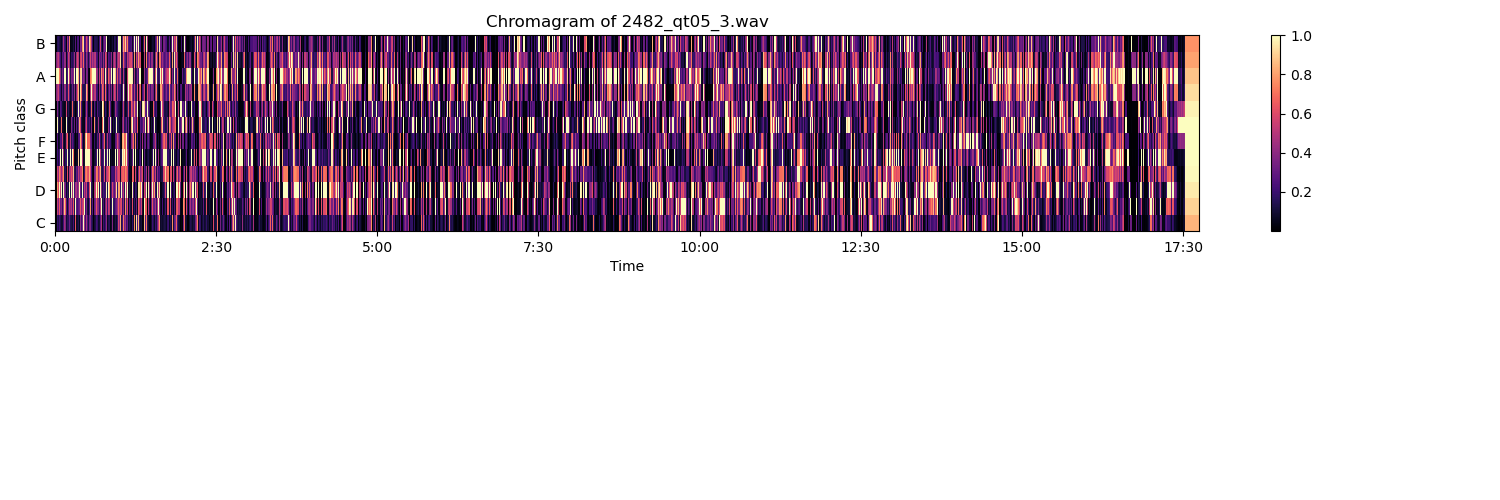 Chromagram of 2482_qt05_3.wav
Pitch class
B
A
G
F
E
D
C
0:00 2:30 5:00 7:30 10:00 12:30 15:00 17:30
Time
1.0
0.8
0.6
0.4
0.2